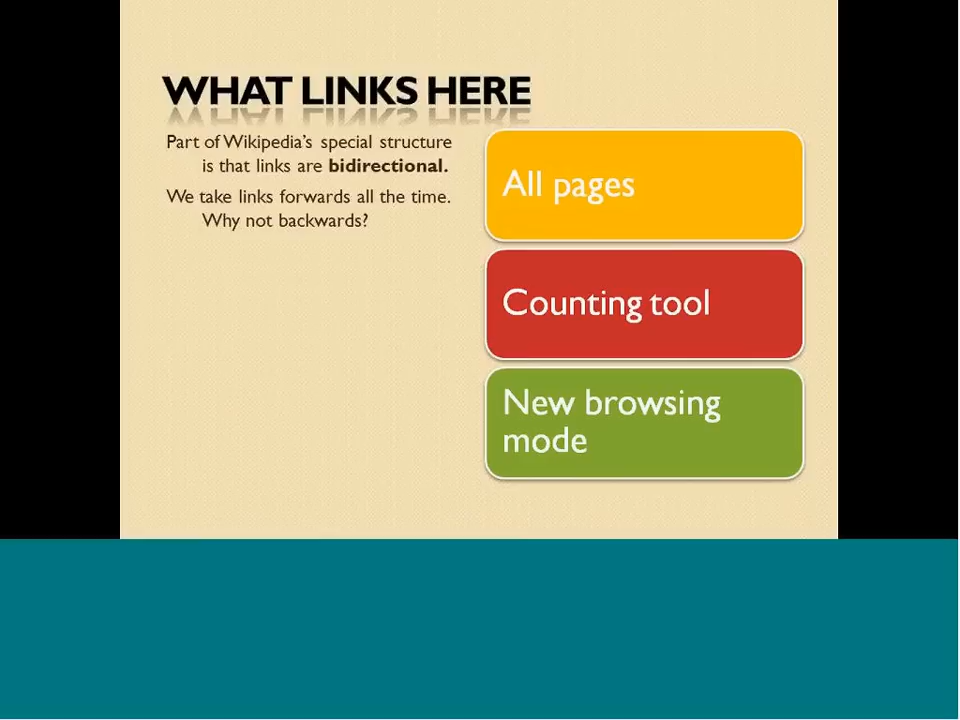 WHAT LINKS HERE
Part of Wikipedia's special structure
is that links are bidirectional.
We take links forwards all the time.
Why not backwards?
All pages
Counting tool
New browsing
mode